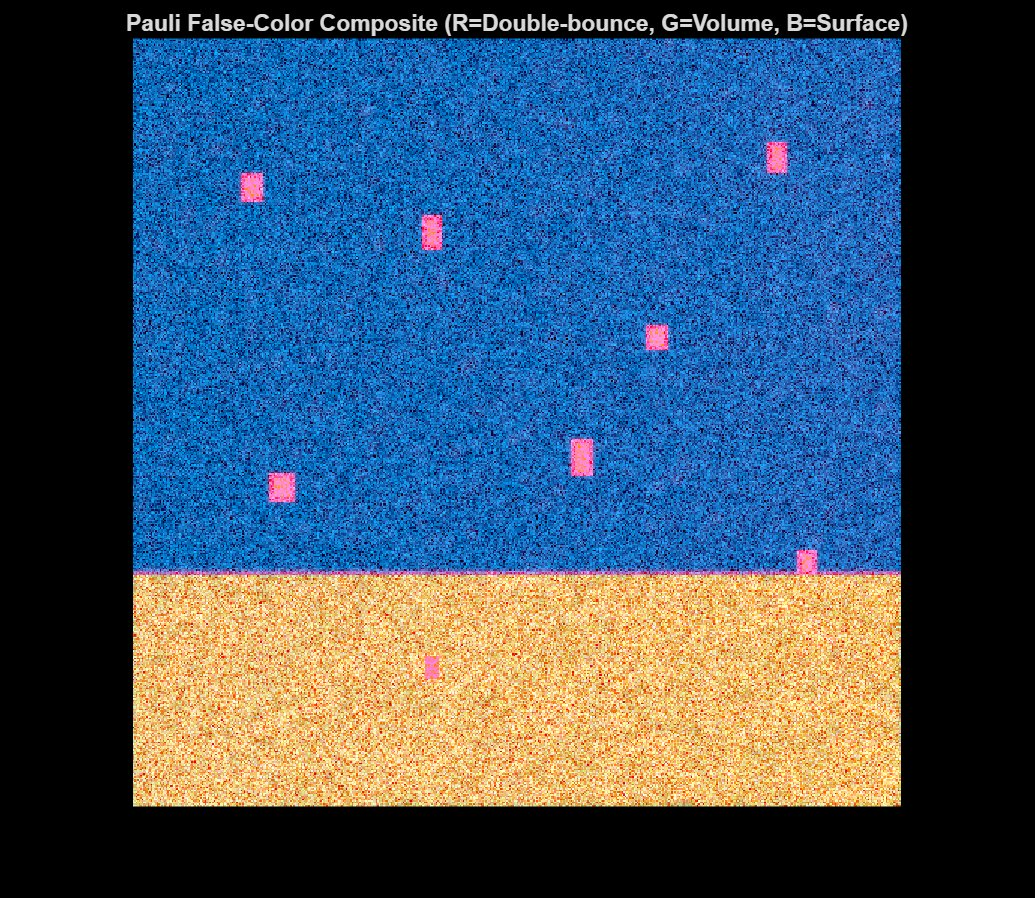 Pauli False-Color Composite (R=Double-bounce, G=Volume, B=Surface)